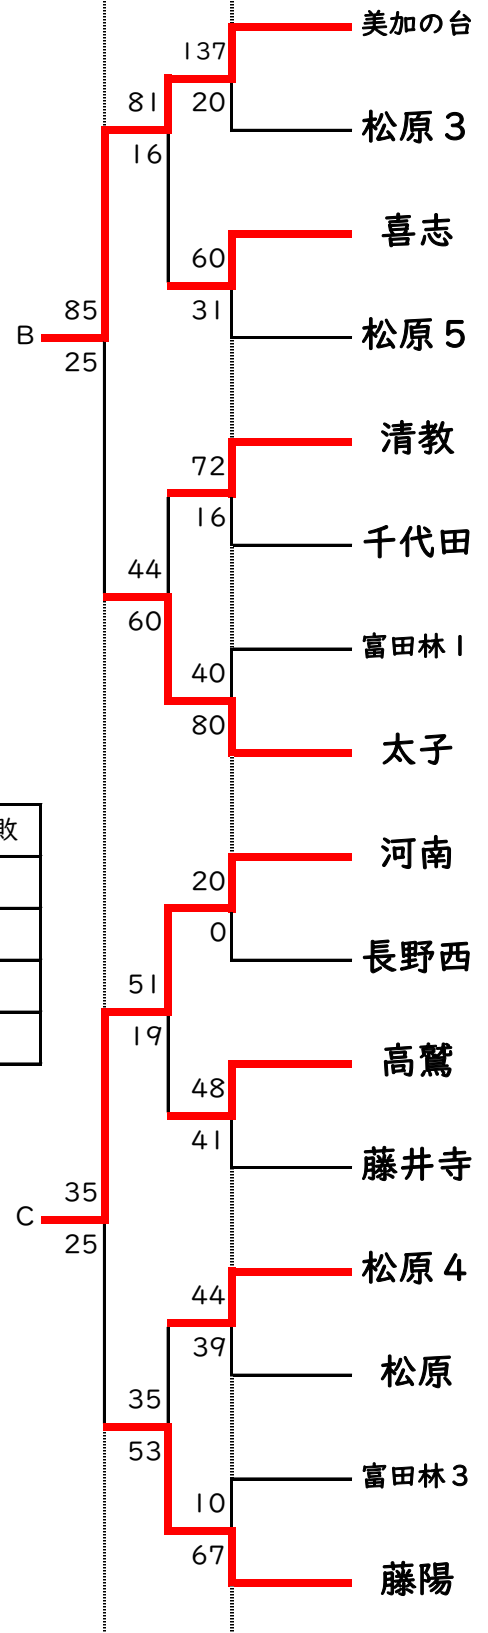 美加の台
137
81
20
松原３
16
喜志
60
85
31
B
松原５
25
清教
72
16
千代田
44
60
富田林１
40
80
太子
敗
河南
20
0
長野西
51
19
高鷲
48
41
藤井寺
35
C
25
松原４
44
39
松原
35
53
富田林３
10
67
藤陽